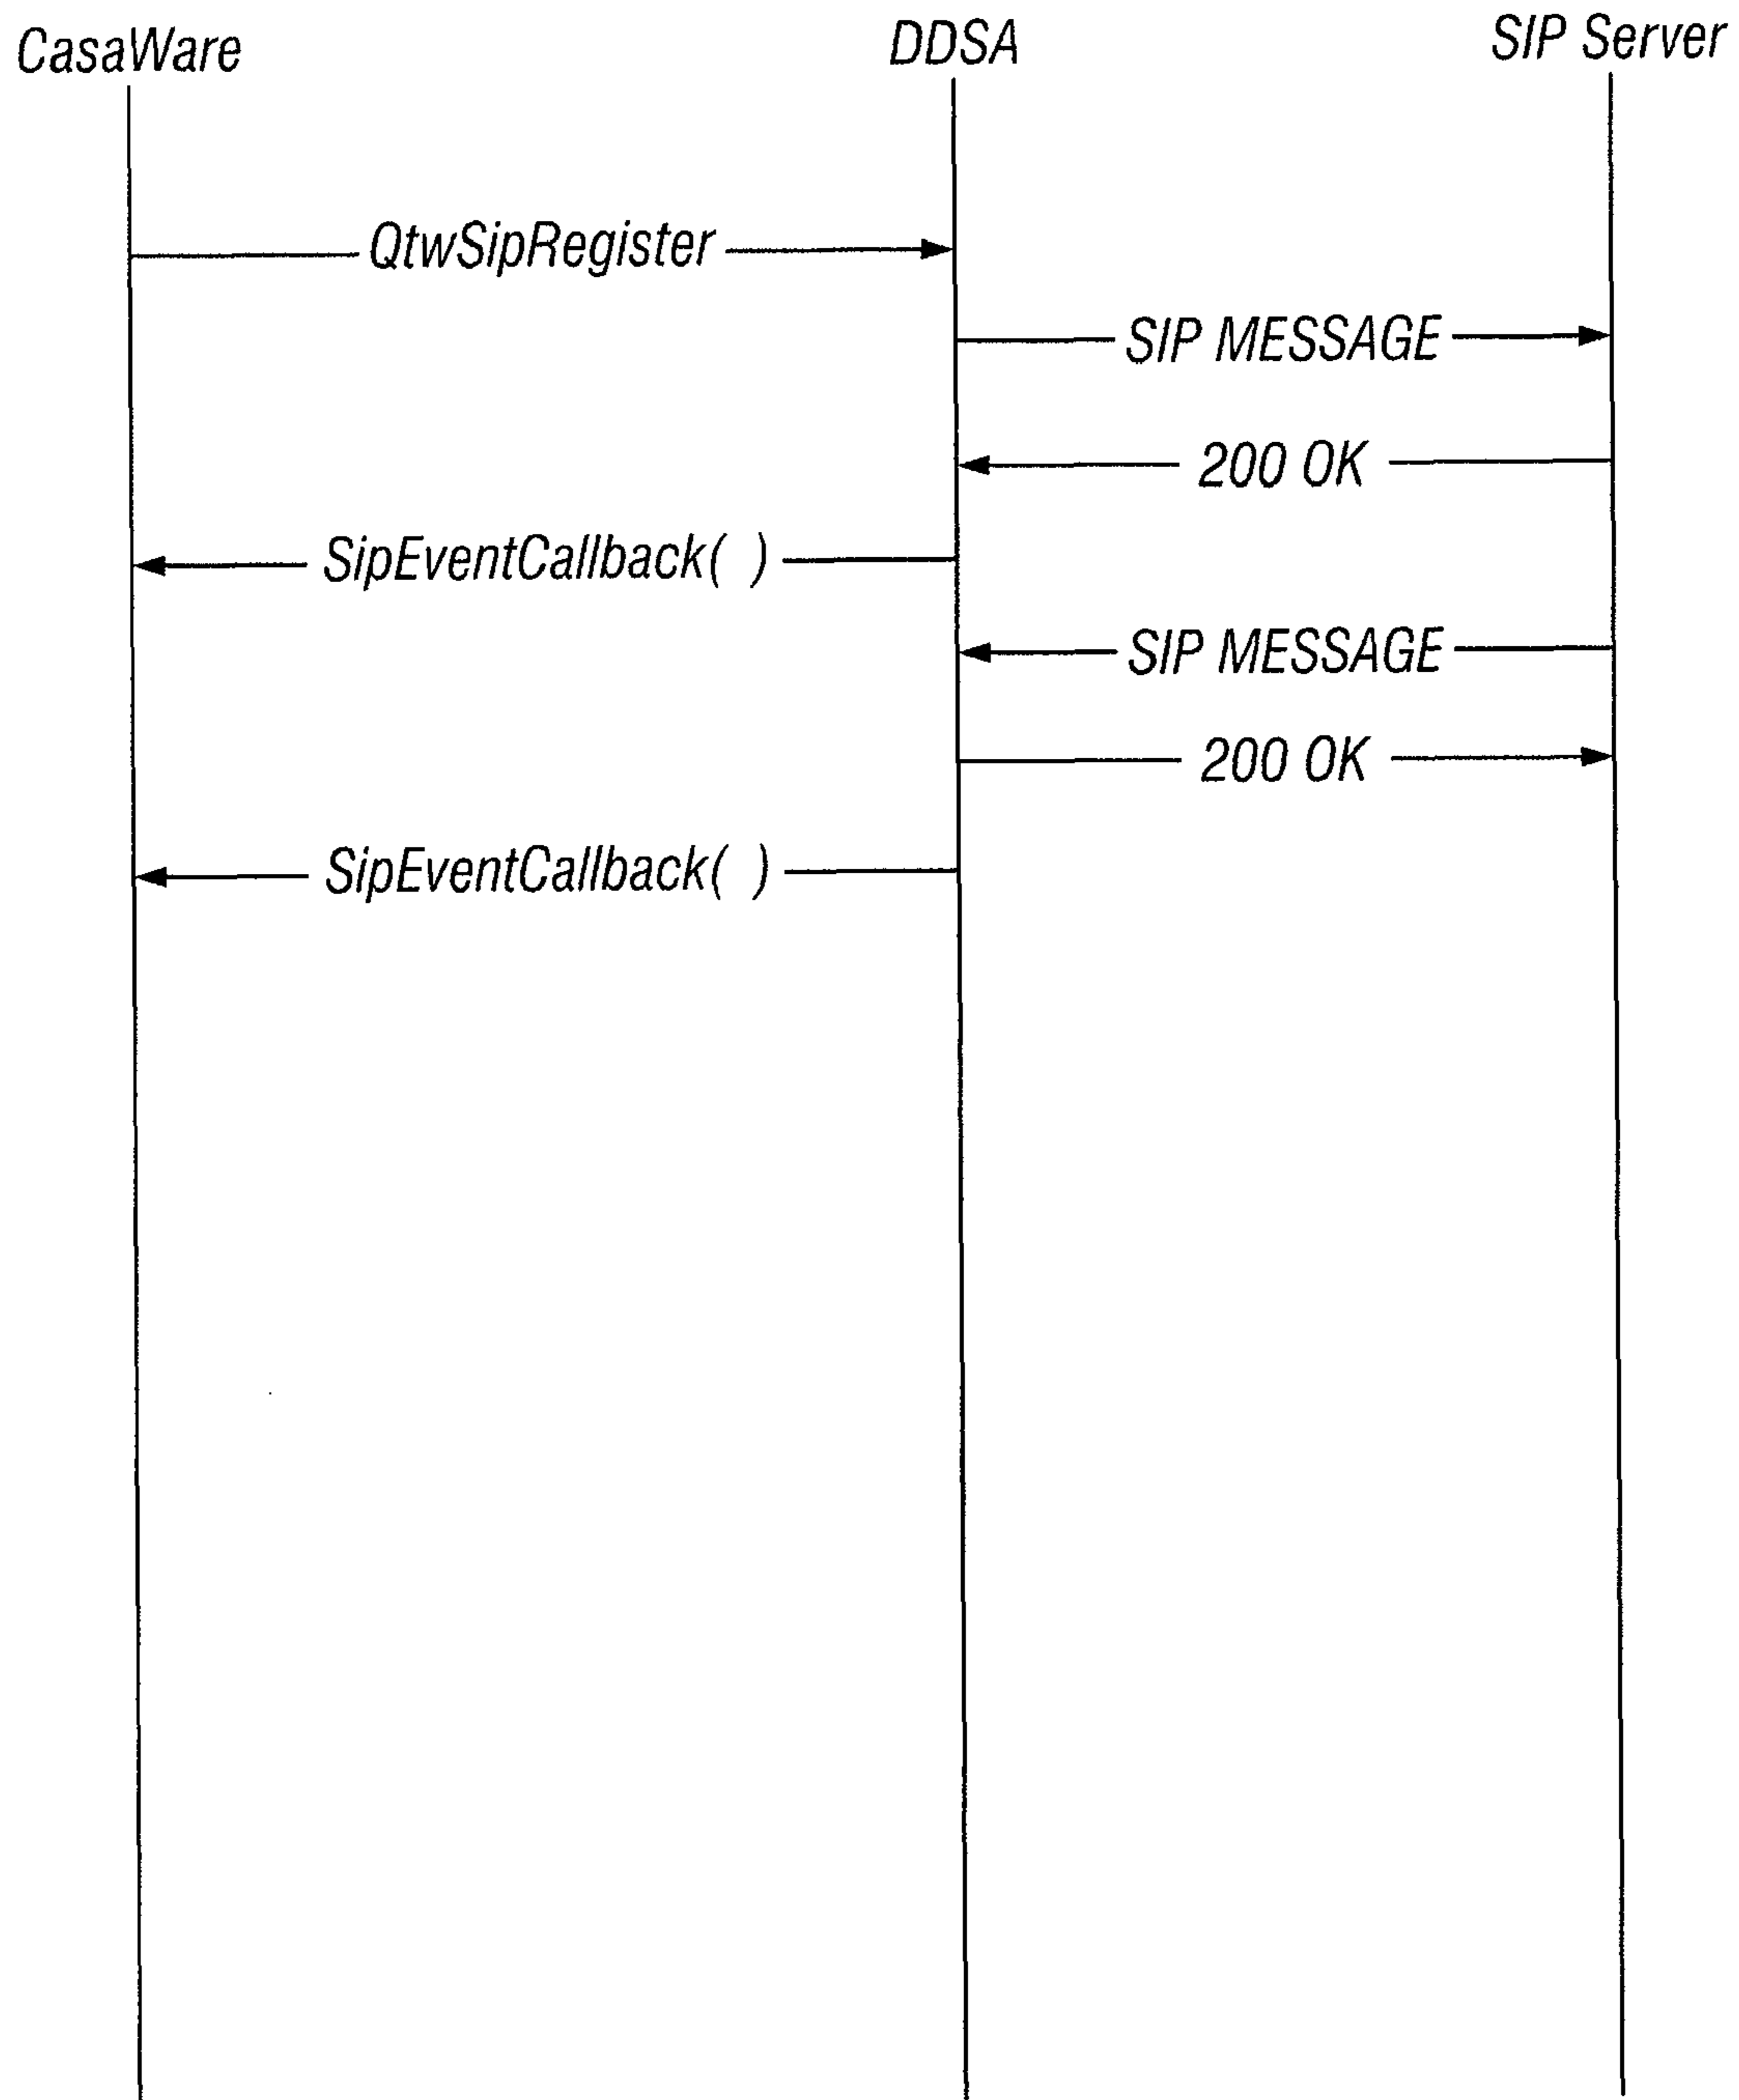 CasaWare DDSA SIP Server
QtwSipRegister
SIP MESSAGE
200 OK
SipEventCallback( )
SIP MESSAGE
200 OK
SipEventCallback( )